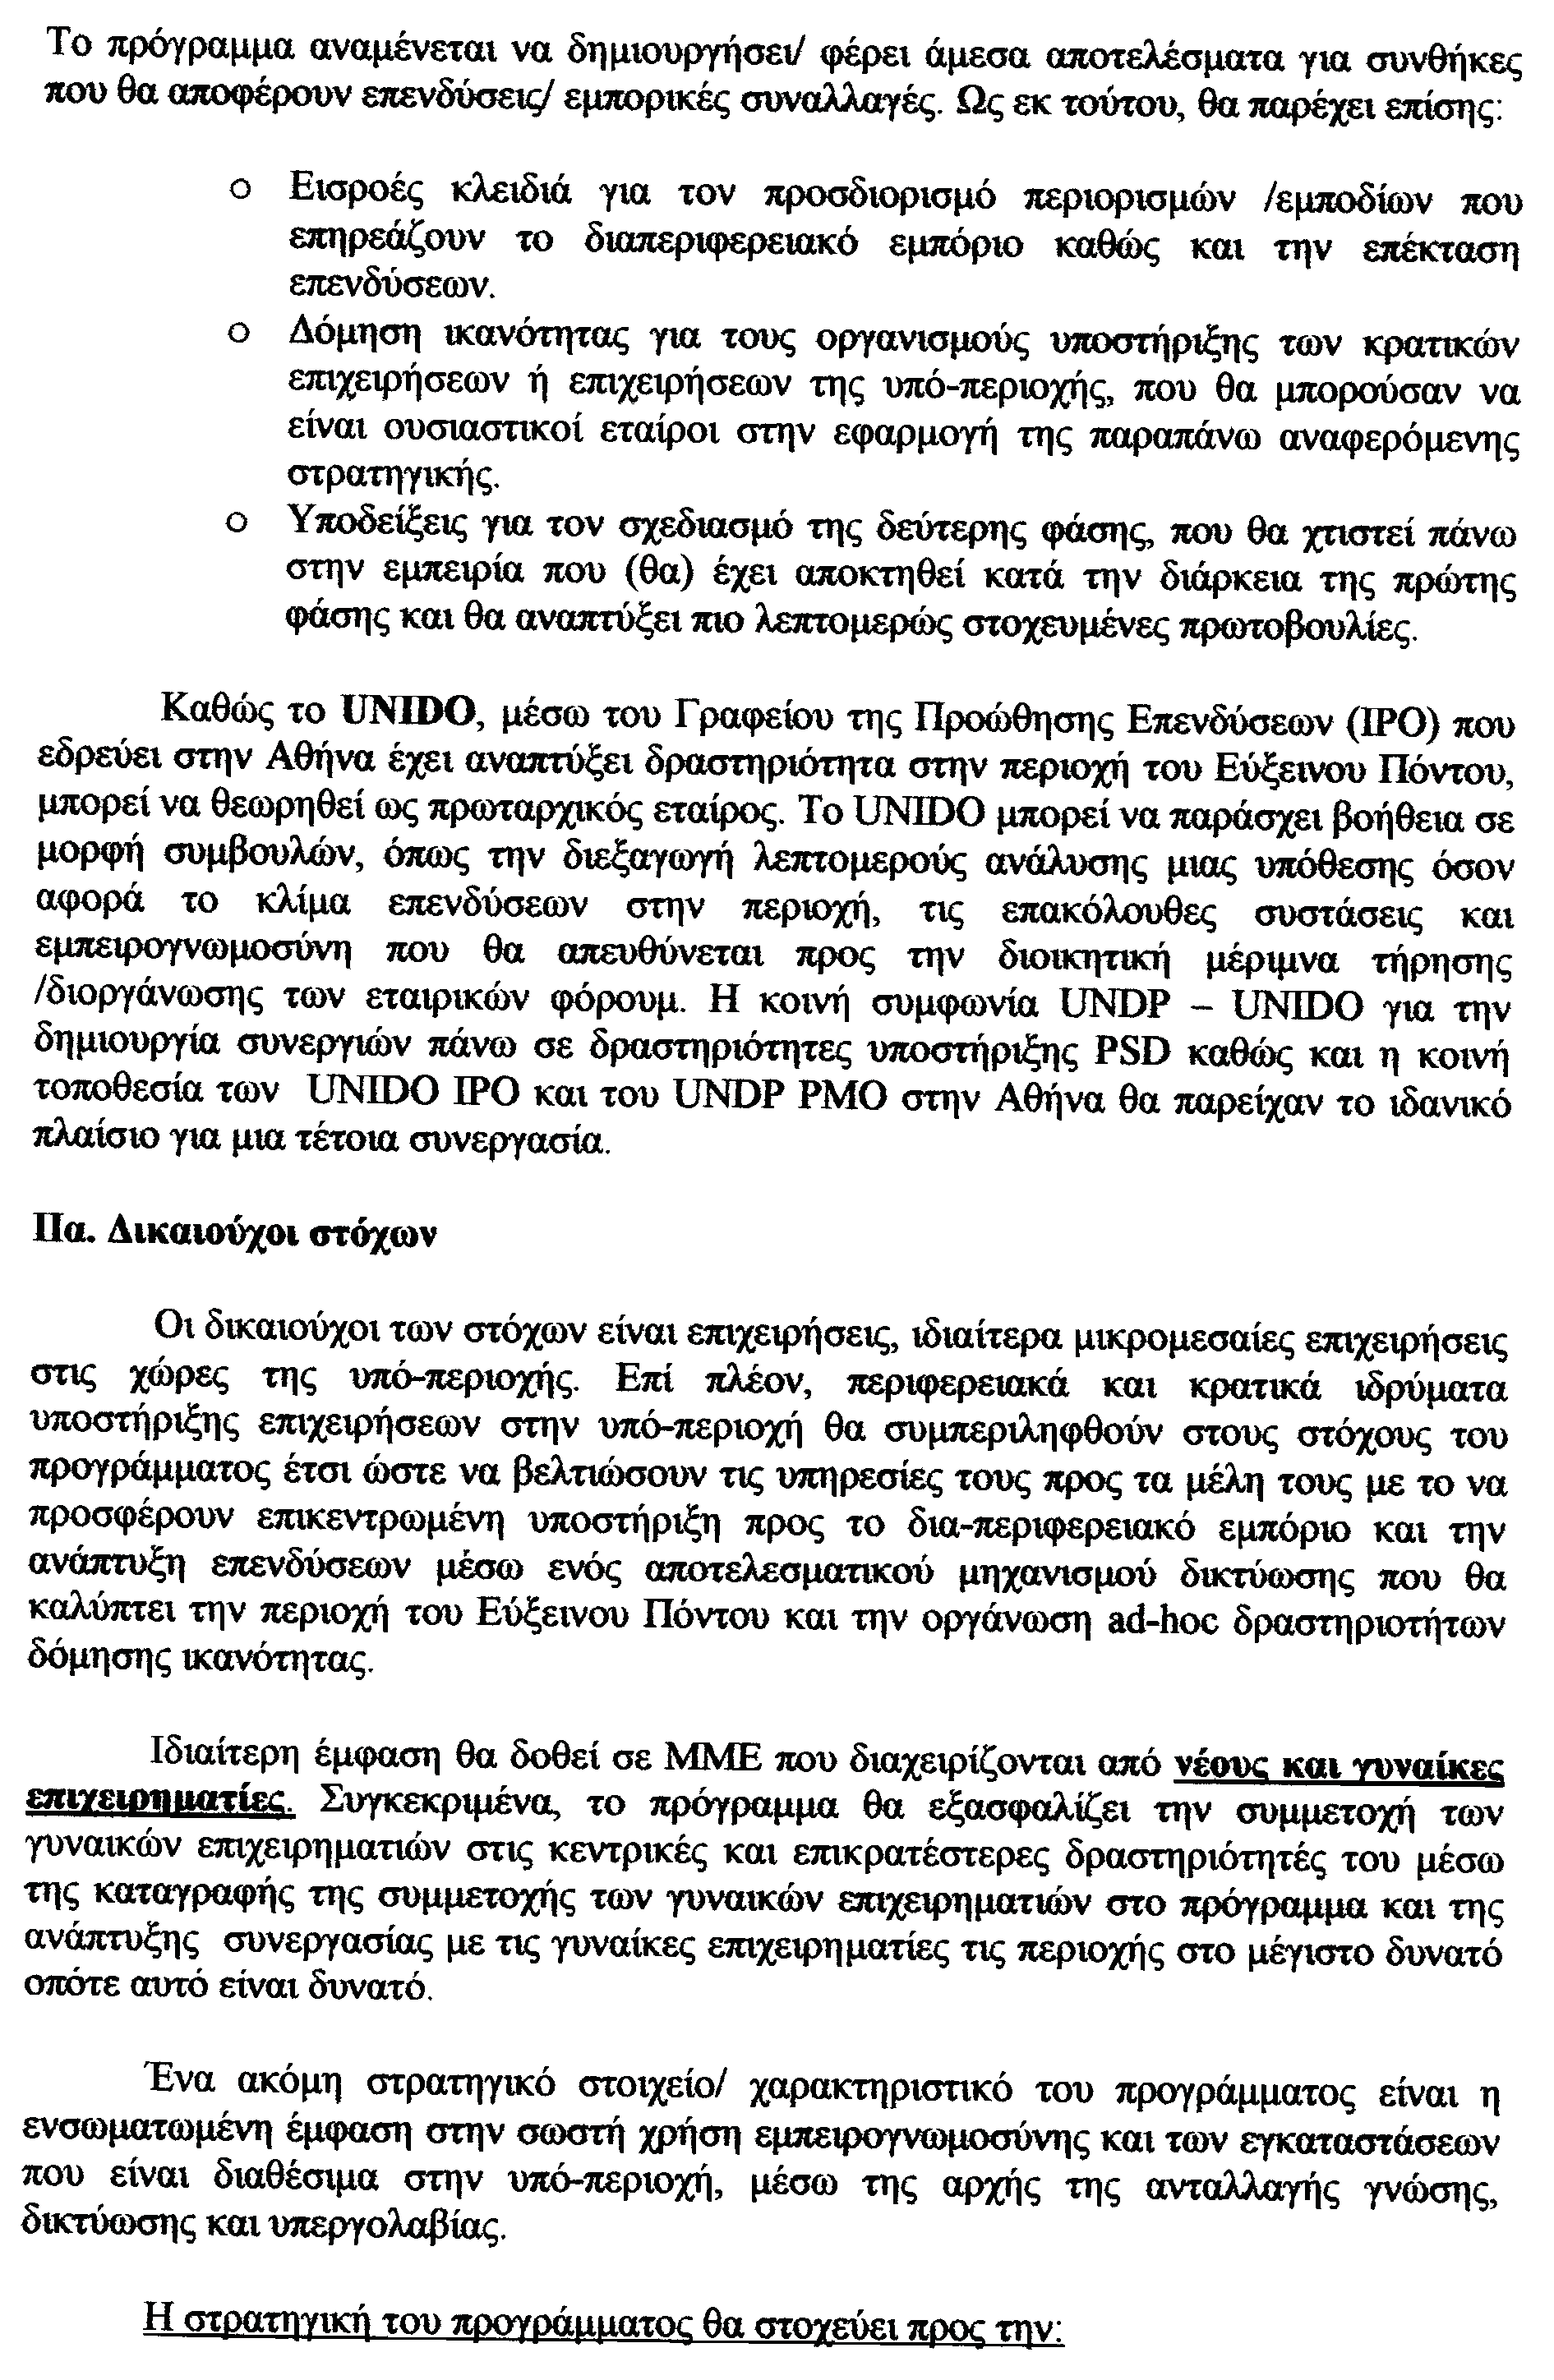 Το πρόγραμμα αναμένεται να δημιουργήσει/ φέρει άμεσα αποτελέσματα για συνθήκες
που θα αποφέρουν επενδύσεις/ εμπορικές συναλλαγές. Ως εκ τούτου, θα παρέχει επίσης:
o Εισροές κλειδιά για τον προσδιορισμό περιορισμών /εμποδίων που
επηρεάζουν το διαπεριφερειακό εμπόριο καθώς και την επέκταση
επενδύσεων.
o Δόμηση ικανότητας για τους οργανισμούς υποστήριξης των κρατικών
επιχειρήσεων ή επιχειρήσεων της υπό-περιοχής, που θα μπορούσαν να
είναι ουσιαστικοί εταίροι στην εφαρμογή της παραπάνω αναφερόμενης
στρατηγικής.
o Υποδείξεις για τον σχεδιασμό της δεύτερης φάσης, που θα χτιστεί πάνω
στην εμπειρία που (θα) έχει αποκτηθεί κατά την διάρκεια της πρώτης
φάσης και θα αναπτύξει πιο λεπτομερώς στοχευμένες πρωτοβουλίες.
Καθώς το UNIDO, μέσω του Γραφείου της Προώθησης Επενδύσεων (IPO) που
εδρεύει στην Αθήνα έχει αναπτύξει δραστηριότητα στην περιοχή του Εύξεινου Πόντου,
μπορεί να θεωρηθεί ως πρωταρχικός εταίρος. Το UNIDO μπορεί να παράσχει βοήθεια σε
μορφή συμβουλών, όπως την διεξαγωγή λεπτομερούς ανάλυσης μιας υπόθεσης όσον
αφορά το κλίμα επενδύσεων στην περιοχή, τις επακόλουθες συστάσεις και
εμπειρογνωμοσύνη που θα απευθύνεται προς την διοικητική μέριμνα τήρησης
/διοργάνωσης των εταιρικών φόρουμ. Η κοινή συμφωνία UNDP – UNIDO για την
δημιουργία συνεργιών πάνω σε δραστηριότητες υποστήριξης PSD καθώς και η κοινή
τοποθεσία των UNIDO IPO και του UNDP PMO στην Αθήνα θα παρείχαν το ιδανικό
πλαίσιο για μια τέτοια συνεργασία.
ΙΙα. Δικαιούχοι στόχων
Οι δικαιούχοι των στόχων είναι επιχειρήσεις, ιδιαίτερα μικρομεσαίες επιχειρήσεις
στις χώρες της υπό-περιοχής. Επί πλέον, περιφερειακά και κρατικά ιδρύματα
υποστήριξης επιχειρήσεων στην υπό-περιοχή θα συμπεριληφθούν στους στόχους του
προγράμματος έτσι ώστε να βελτιώσουν τις υπηρεσίες τους προς τα μέλη τους με το να
προσφέρουν επικεντρωμένη υποστήριξη προς το δια-περιφερειακό εμπόριο και την
ανάπτυξη επενδύσεων μέσω ενός αποτελεσματικού μηχανισμού δικτύωσης που θα
καλύπτει την περιοχή του Εύξεινου Πόντου και την οργάνωση ad-hoc δραστηριοτήτων
δόμησης ικανότητας.
Ιδιαίτερη έμφαση θα δοθεί σε ΜΜΕ που διαχειρίζονται από νέους και γυναίκες
επιχειρηματίες. Συγκεκριμένα, το πρόγραμμα θα εξασφαλίζει την συμμετοχή των
γυναικών επιχειρηματιών στις κεντρικές και επικρατέστερες δραστηριότητές του μέσω
της καταγραφής της συμμετοχής των γυναικών επιχειρηματιών στο πρόγραμμα και της
ανάπτυξης συνεργασίας με τις γυναίκες επιχειρηματίες τις περιοχής στο μέγιστο δυνατό
οπότε αυτό είναι δυνατό.
Ένα ακόμη στρατηγικό στοιχείο/ χαρακτηριστικό του προγράμματος είναι η
ενσωματωμένη έμφαση στην σωστή χρήση εμπειρογνωμοσύνης και των εγκαταστάσεων
που είναι διαθέσιμα στην υπό-περιοχή, μέσω της αρχής της ανταλλαγής γνώσης,
δικτύωσης και υπεργολαβίας.
Η στρατηγική του προγράμματος θα στοχεύει προς την: